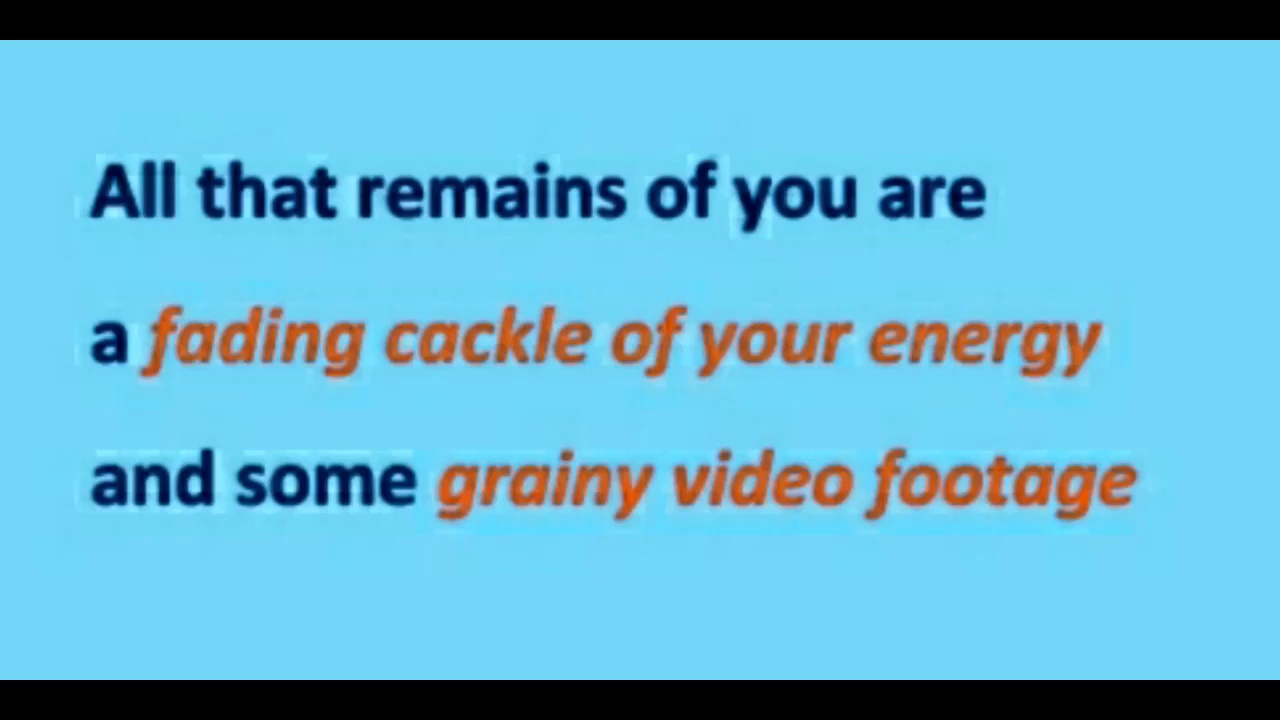 All that remains of you are
a fading cackle of your energy
and some grainy video footage